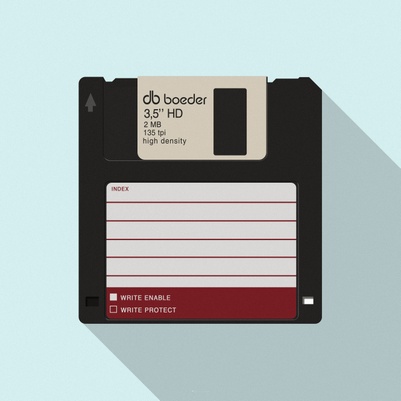 db boeder
3,5'' HD
2 MB
135 tpi
high density
INDEX
WRITE ENABLE
WRITE PROTECT